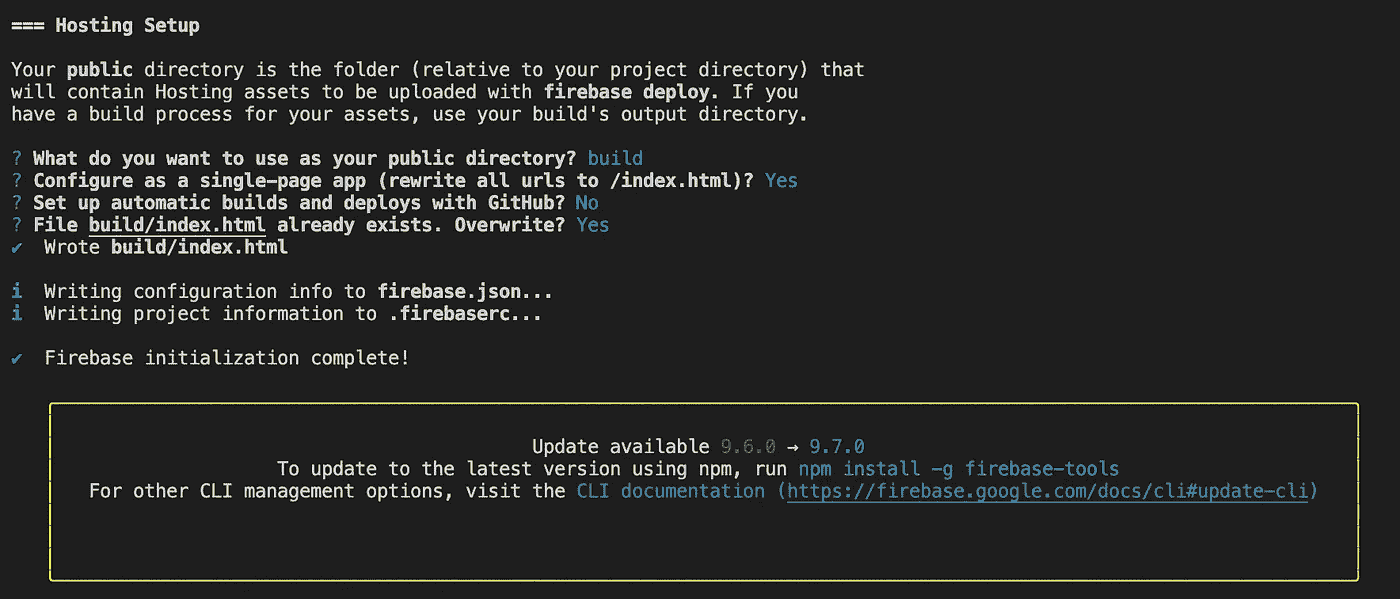 === Hosting Setup
Your public directory is the folder (relative to your project directory) that
will contain Hosting assets to be uploaded with firebase deploy. If you
have a build process for your assets, use your build's output directory.
? What do you want to use as your public directory? build
? Configure as a single-page app (rewrite all urls to /index.html)? Yes
? Set up automatic builds and deploys with GitHub? No
? File build/index.html already exists. Overwrite? Yes
✔ Wrote build/index.html
i Writing configuration info to firebase.json...
i Writing project information to .firebaserc...
✔ Firebase initialization complete!
Update available 9.6.0 → 9.7.0
To update to the latest version using npm, run npm install -g firebase-tools
For other CLI management options, visit the CLI documentation (https://firebase.google.com/docs/cli#update-cli)